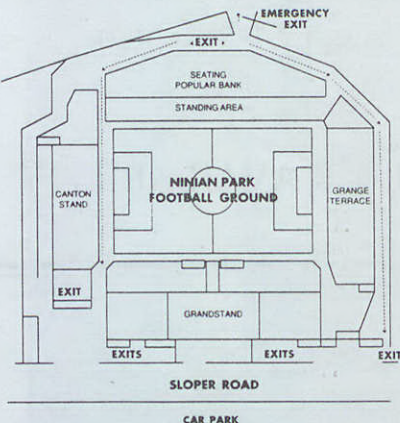 EMERGENCY
EXIT
EXIT
SEATING
POPULAR BANK
STANDING AREA
CANTON
STAND
NINIAN PARK
FOOTBALL GROUND
GRANGE
TERRACE
EXIT
GRANDSTAND
EXITS
EXITS
EXIT
SLOPER ROAD
CAR PARK